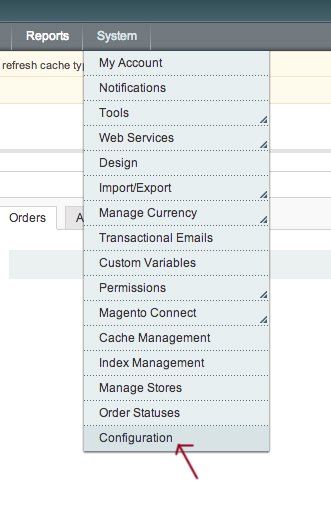 Reports System
refresh cache typ
My Account
Notifications
Tools
Web Services
Design
Import/Export
Manage Currency
Transactional Emails
Custom Variables
Permissions
Magento Connect
Cache Management
Index Management
Manage Stores
Order Statuses
Configuration
Orders A